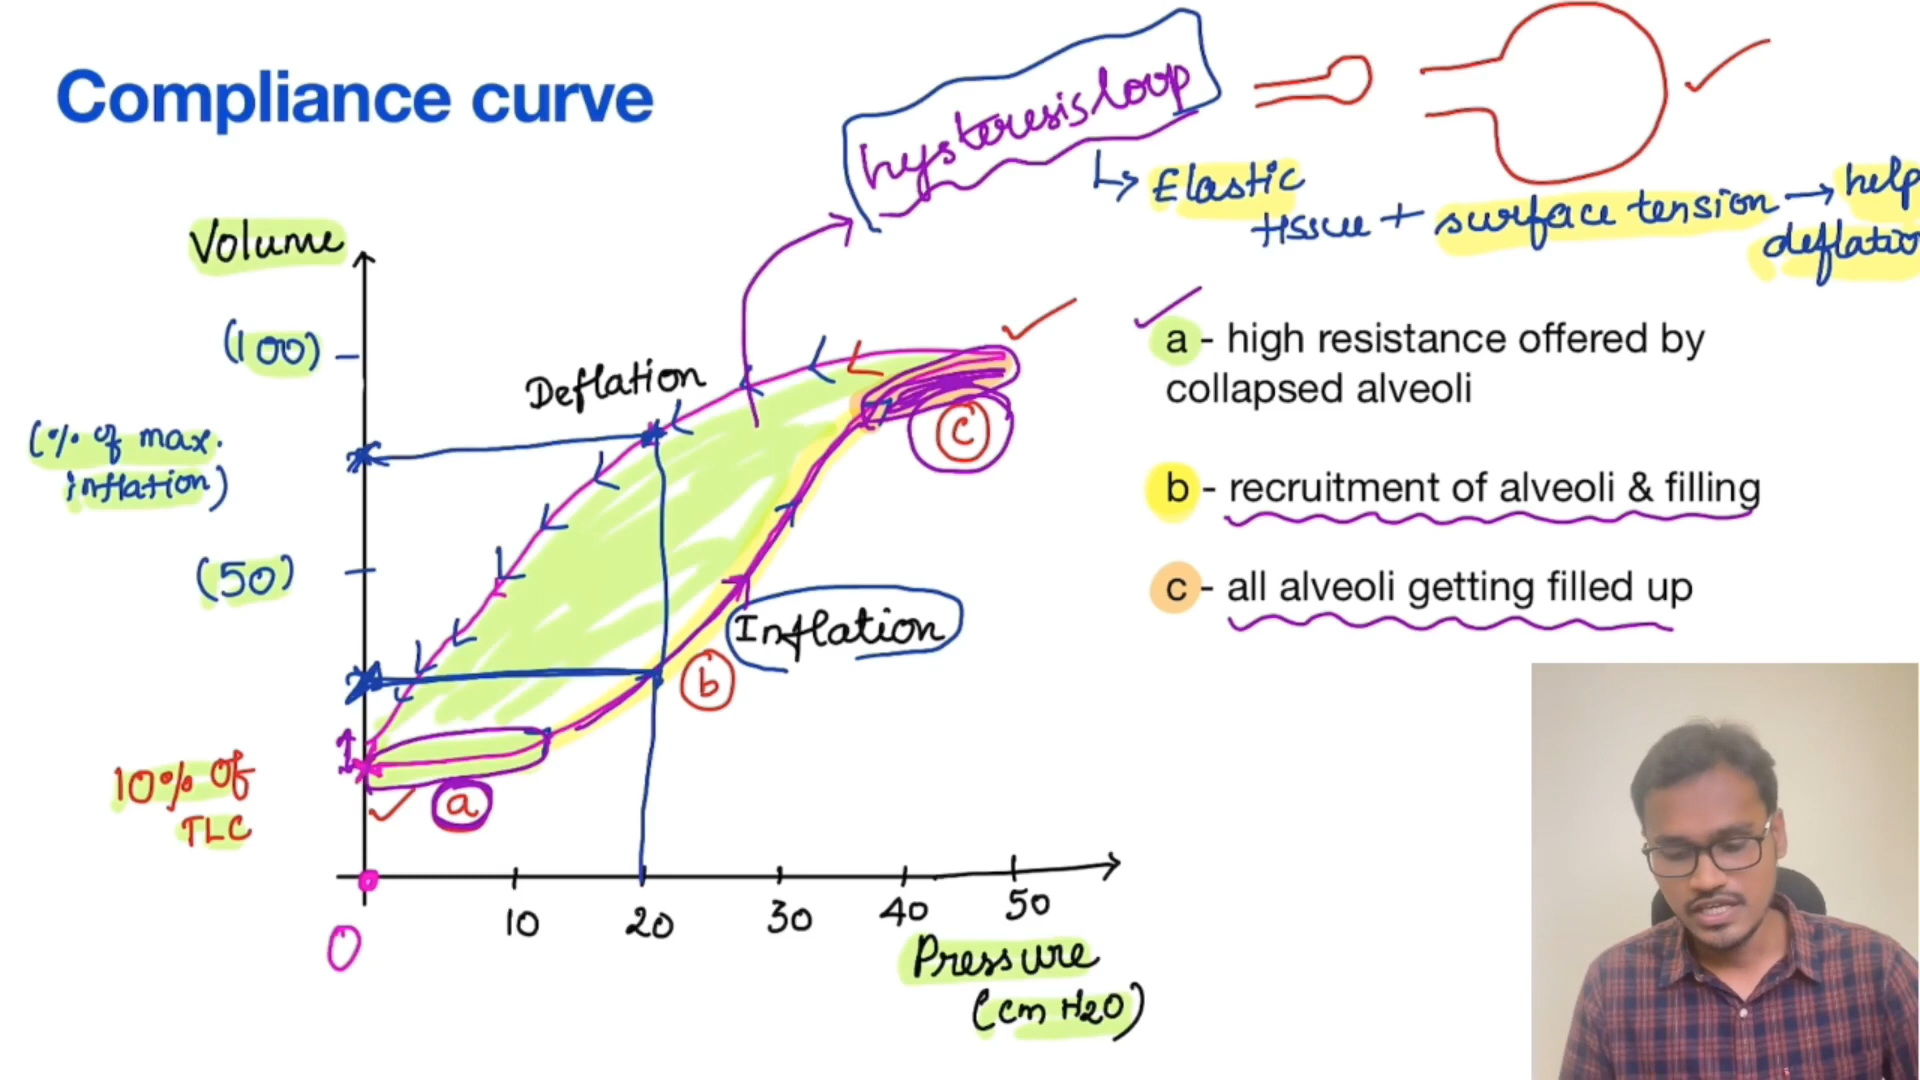 Compliance curve
hysteresis loop
↳ Elastic
tissue + surface tension → help
deflatio
Volume
(100)
Deflation
(% of max.
inflation)
(50)
Inflation
10% Of
TLC
a
b
c
0
10
20
30
40
50
Pressure
(cm H2O)
a - high resistance offered by
collapsed alveoli
b - recruitment of alveoli & filling
c - all alveoli getting filled up